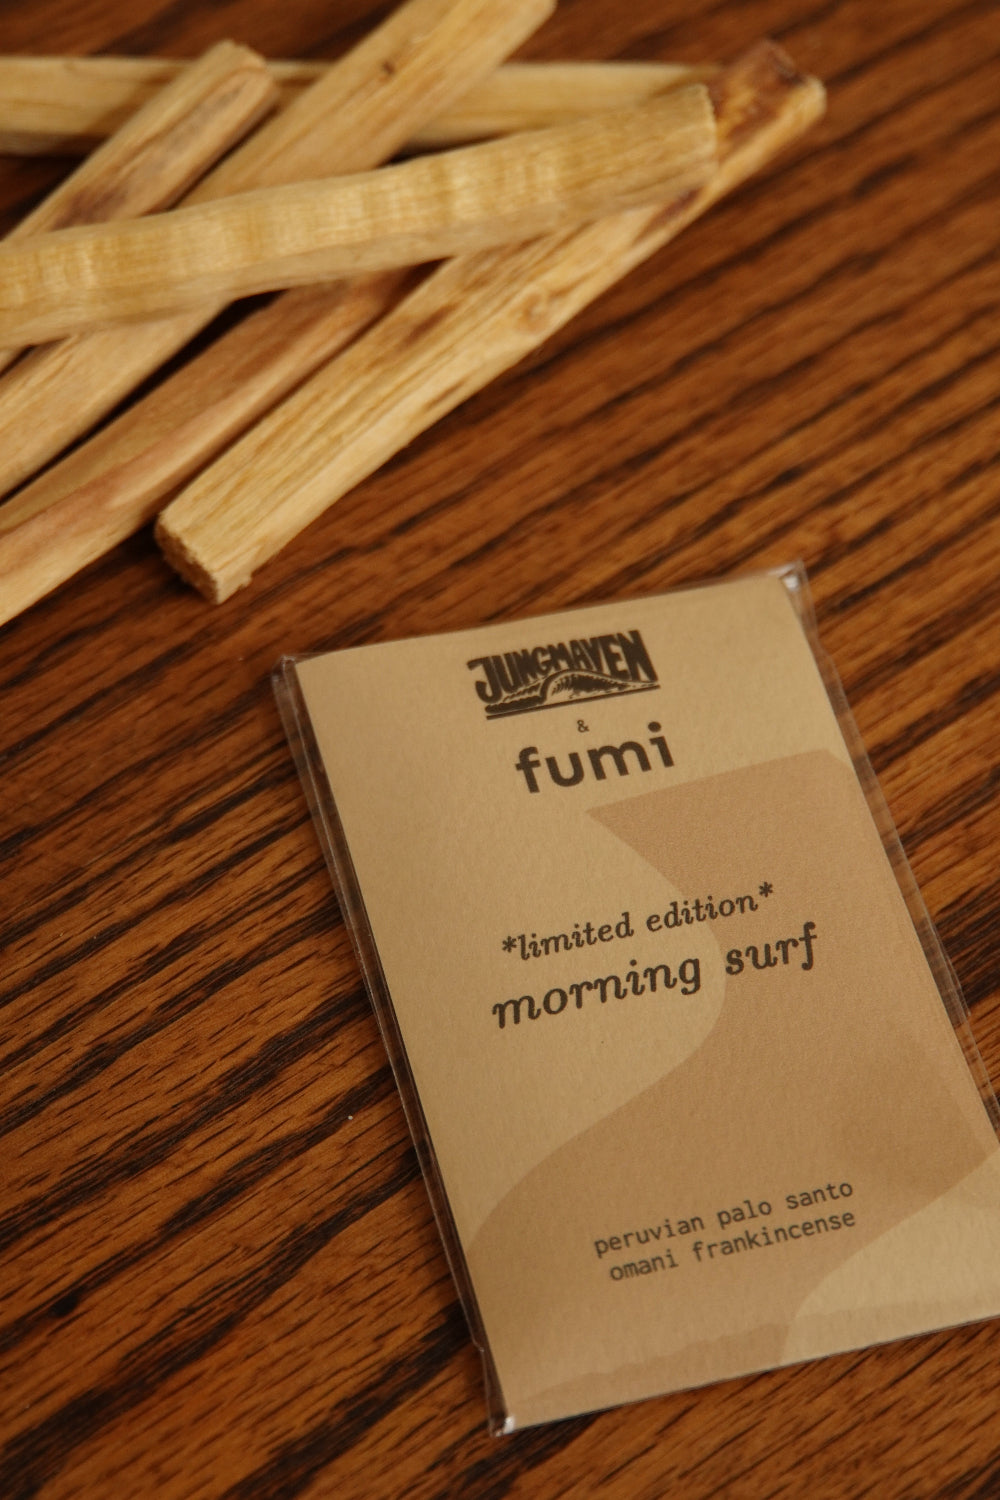 JUNGMAVEN
&
fumi
*limited edition*
morning surf
peruvian palo santo
omani frankincense